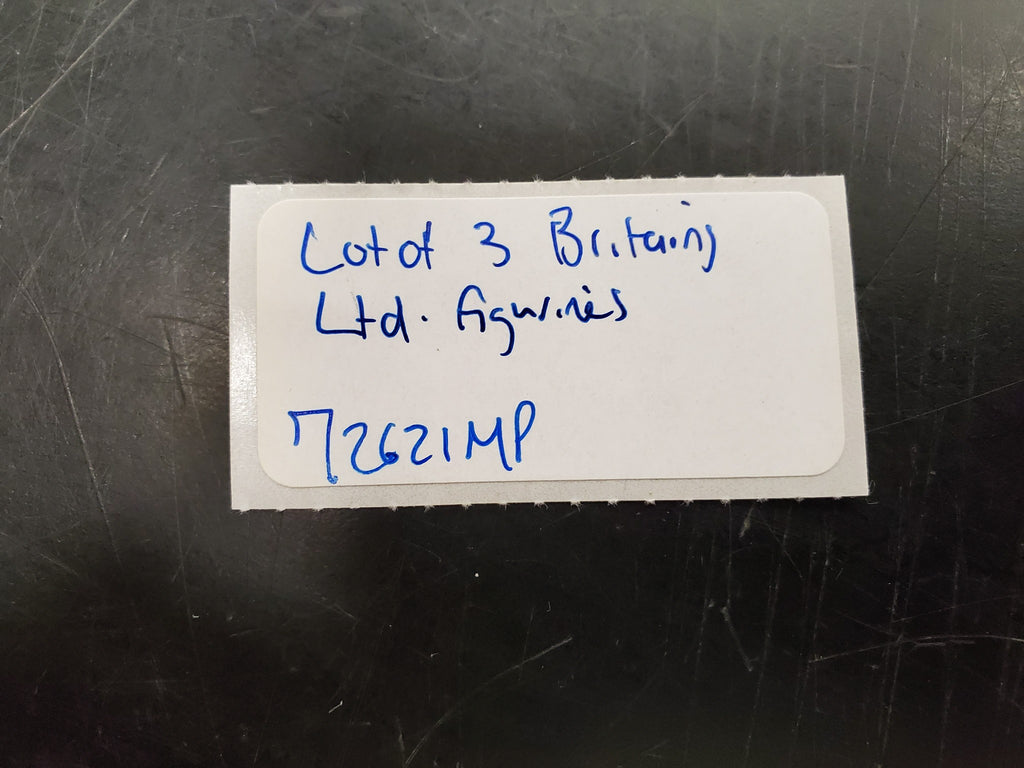 Lot of 3 Britains
Ltd. figurines
72621MP